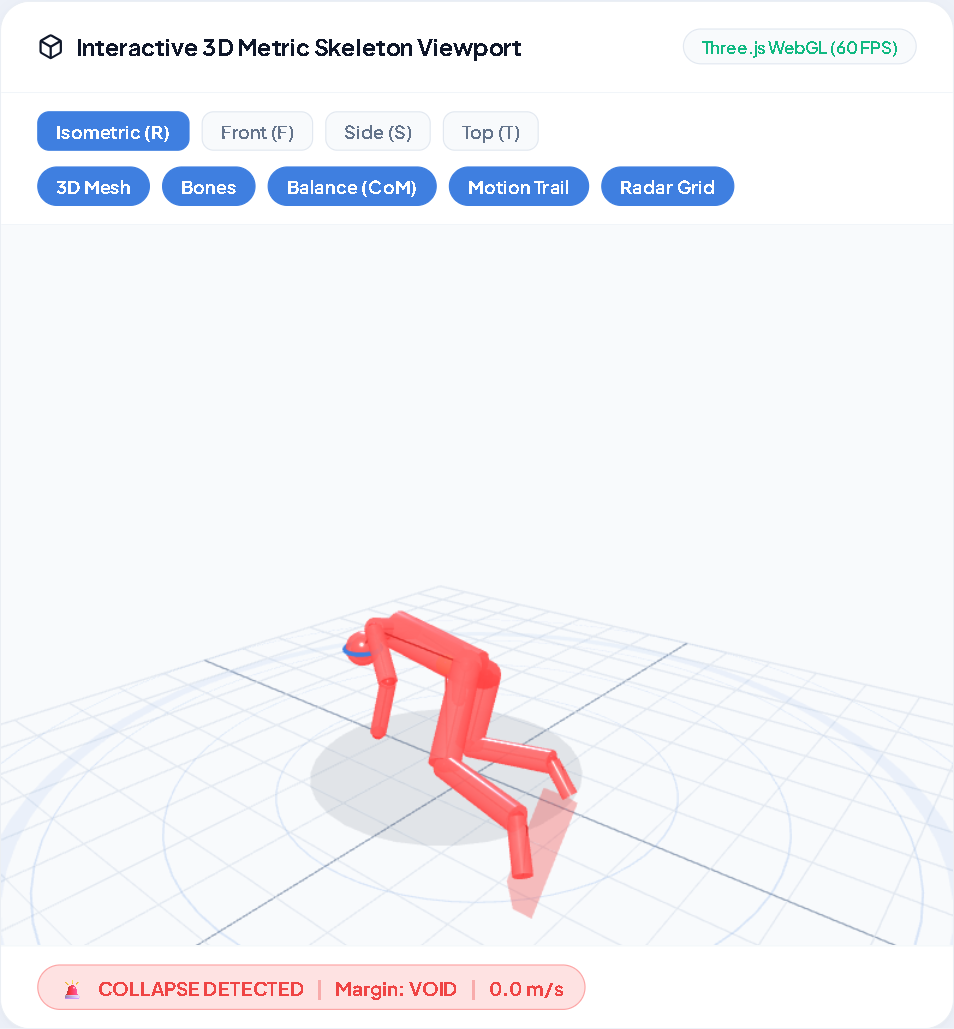 Interactive 3D Metric Skeleton Viewport
Three.js WebGL (60 FPS)
Isometric (R) Front (F) Side (S) Top (T)
3D Mesh Bones Balance (CoM) Motion Trail Radar Grid
🚨 COLLAPSE DETECTED | Margin: VOID | 0.0 m/s